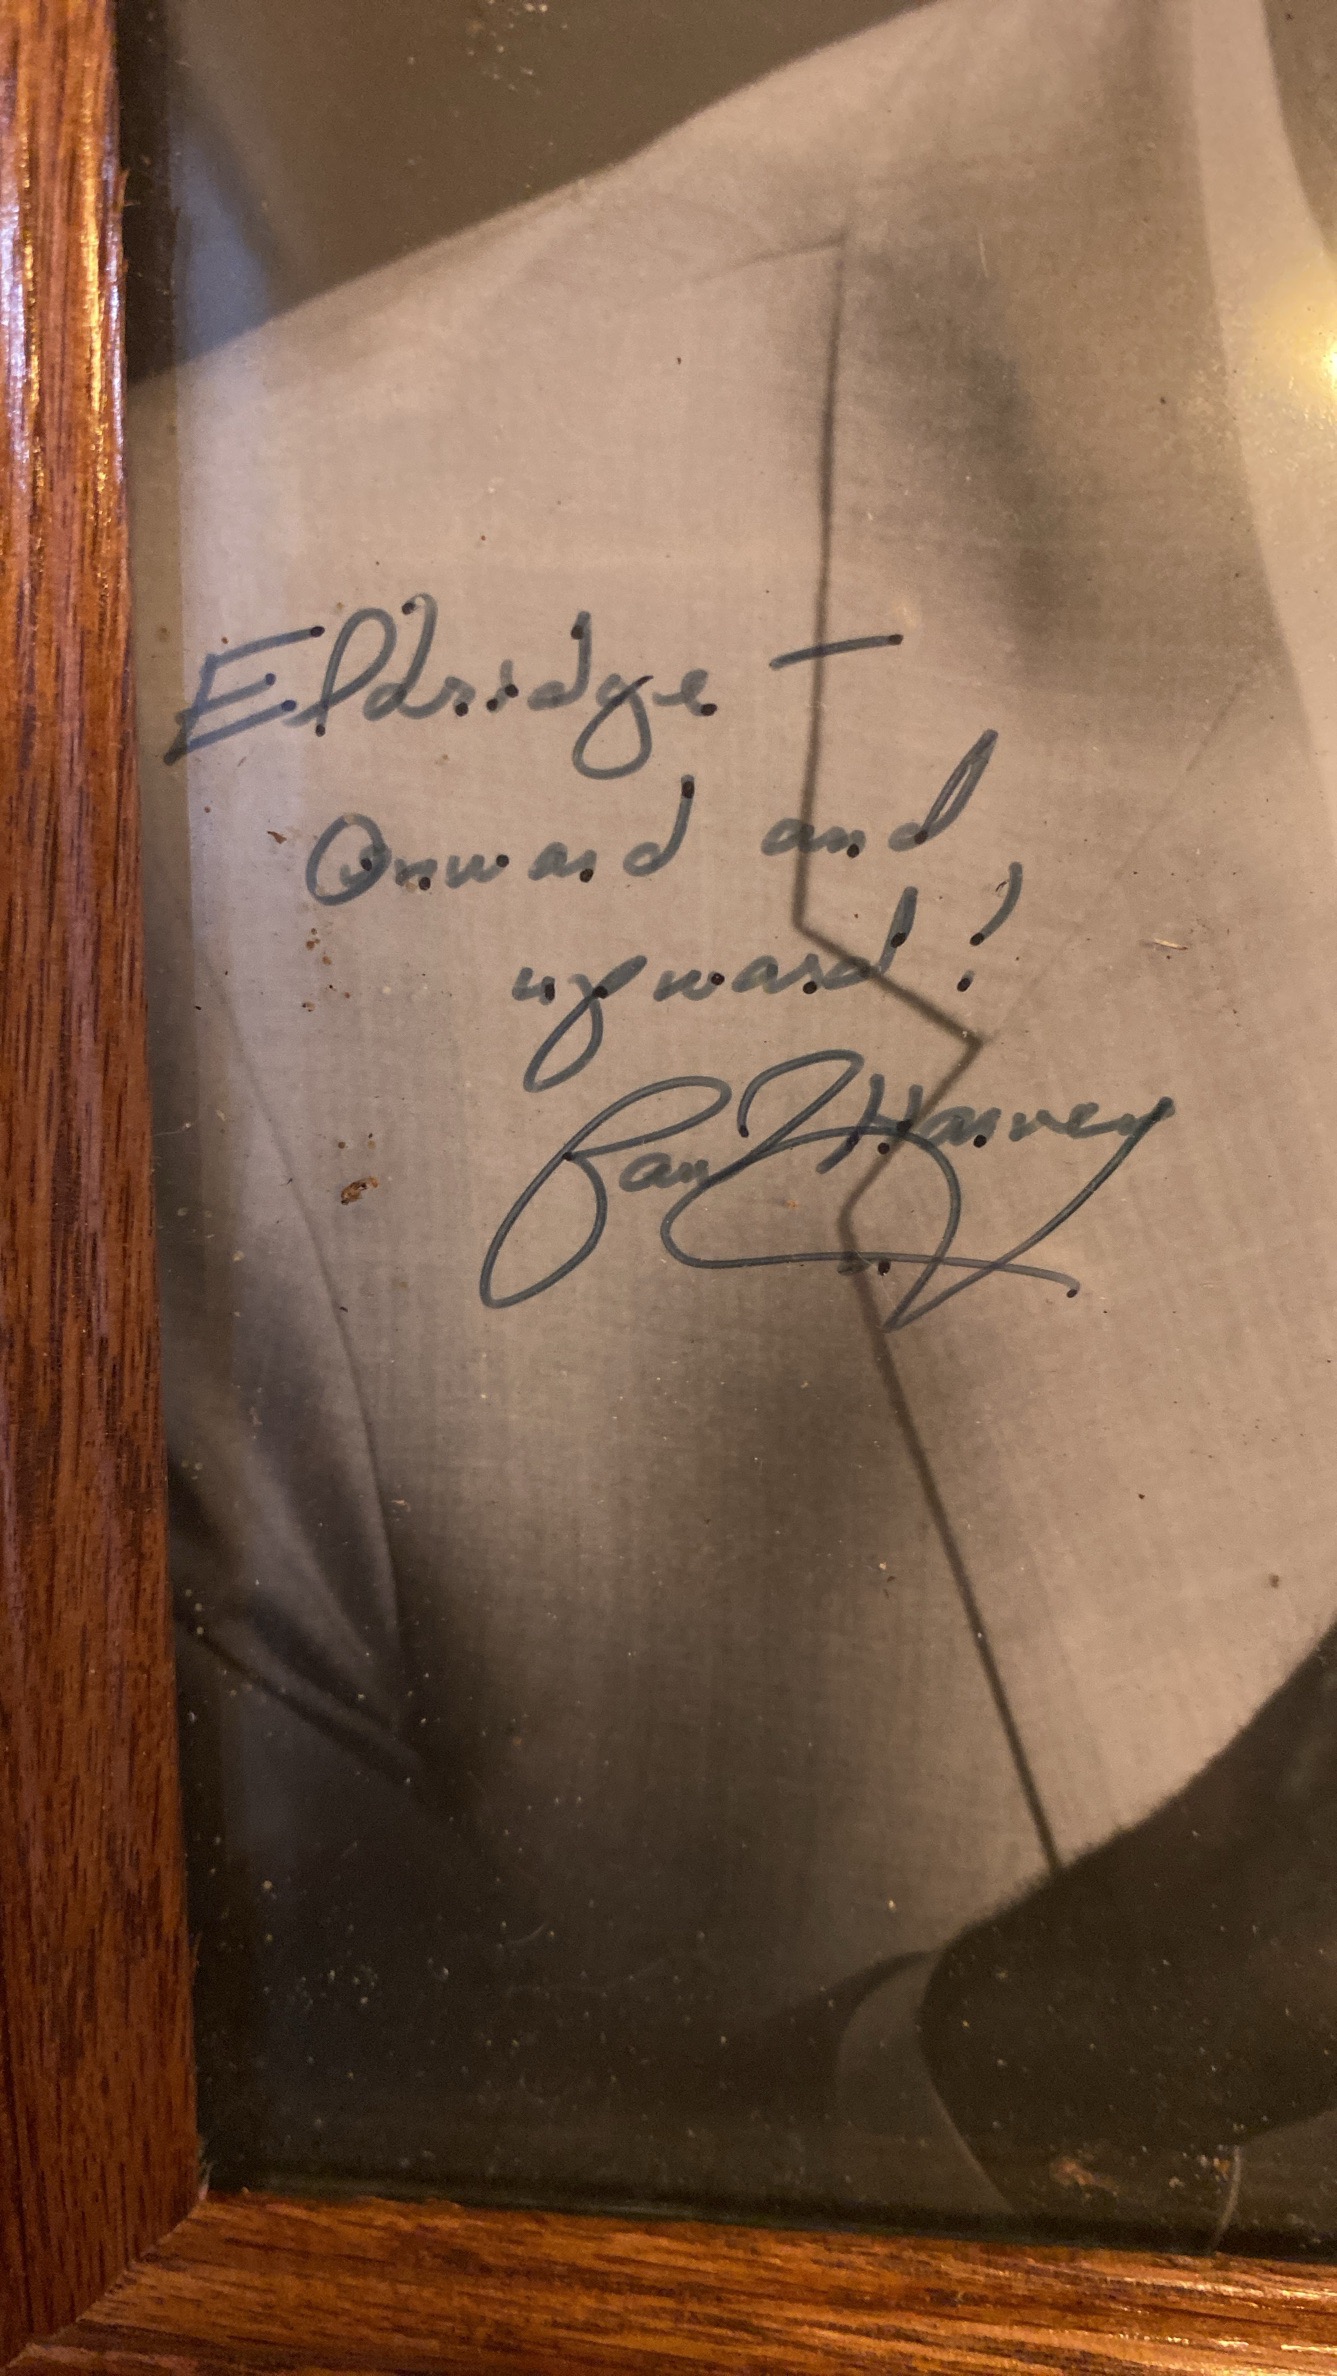 Eldridge —
Onward and
upward!
Paul Harvey